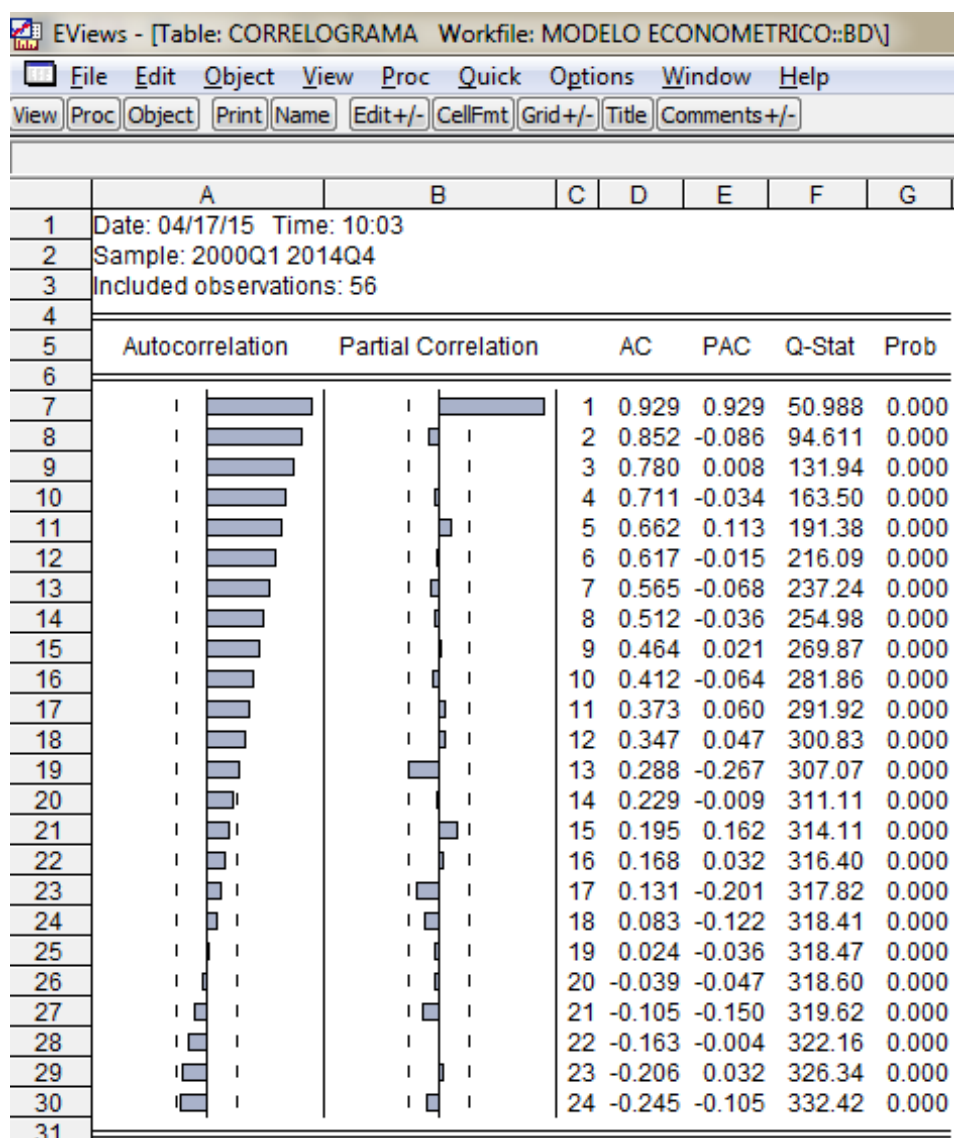 EViews - [Table: CORRELOGRAMA Workfile: MODELO ECONOMETRICO::BD\]
File Edit Object View Proc Quick Options Window Help
View Proc Object Print Name Edit+/- CellFmt Grid+/- Title Comments+/-
A B C D E F G
1 Date: 04/17/15 Time: 10:03
2 Sample: 2000Q1 2014Q4
3 Included observations: 56
4
5 Autocorrelation Partial Correlation AC PAC Q-Stat Prob
6
7 1 0.929 0.929 50.988 0.000
8 2 0.852 -0.086 94.611 0.000
9 3 0.780 0.008 131.94 0.000
10 4 0.711 -0.034 163.50 0.000
11 5 0.662 0.113 191.38 0.000
12 6 0.617 -0.015 216.09 0.000
13 7 0.565 -0.068 237.24 0.000
14 8 0.512 -0.036 254.98 0.000
15 9 0.464 0.021 269.87 0.000
16 10 0.412 -0.064 281.86 0.000
17 11 0.373 0.060 291.92 0.000
18 12 0.347 0.047 300.83 0.000
19 13 0.288 -0.267 307.07 0.000
20 14 0.229 -0.009 311.11 0.000
21 15 0.195 0.162 314.11 0.000
22 16 0.168 0.032 316.40 0.000
23 17 0.131 -0.201 317.82 0.000
24 18 0.083 -0.122 318.41 0.000
25 19 0.024 -0.036 318.47 0.000
26 20 -0.039 -0.047 318.60 0.000
27 21 -0.105 -0.150 319.62 0.000
28 22 -0.163 -0.004 322.16 0.000
29 23 -0.206 0.032 326.34 0.000
30 24 -0.245 -0.105 332.42 0.000
31